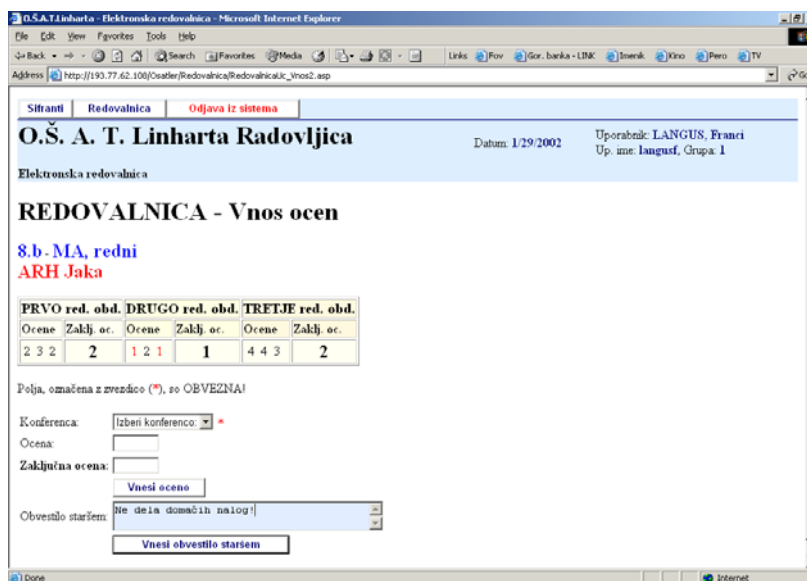 O.Š.A.T.Linharta - Elektronska redovalnica - Microsoft Internet Explorer
File Edit View Favorites Tools Help
Back Search Favorites Media Links Fov Gor. banka - LINK Imenik Kino Pero TV
Address http://193.77.62.108/Osatler/Redovalnica/RedovalnicaUc_Vnos2.asp
Sifranti Redovalnica Odjava iz sistema
O.Š. A. T. Linharta Radovljica
Datum: 1/29/2002
Uporabnik: LANGUS, Franci
Up. ime: langusf, Grupa: 1
Elektronska redovalnica
REDOVALNICA - Vnos ocen
8.b - MA, redni
ARH Jaka
PRVO red. obd. DRUGO red. obd. TRETJE red. obd.
Ocene Zaklj. oc. Ocene Zaklj. oc. Ocene Zaklj. oc.
2 3 2 2 1 2 1 1 4 4 3 2
Polja, označena z zvezdico (*), so OBVEZNA!
Konferenca: Izberi konferenco: *
Ocena:
Zaključna ocena:
Vnesi oceno
Obvestilo staršem: Ne dela domačih nalog!
Vnesi obvestilo staršem
Done Internet